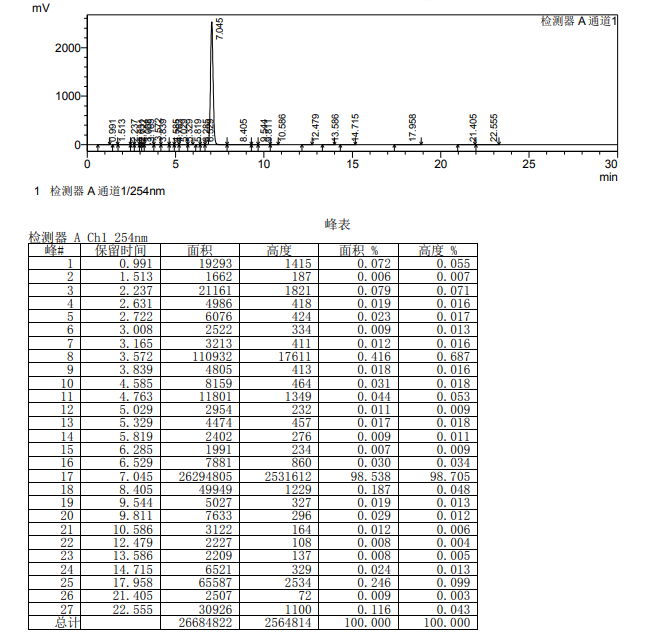 mV
检测器 A 通道1
2000
1000
0
7.045
0.991
1.513
2.237
3.572
3.839
5.329
5.819
8.405
9.544
9.811
10.586
12.479
13.586
14.715
17.958
21.405
22.555
0 5 10 15 20 25 30
min
1 检测器 A 通道1/254nm
峰表
检测器 A Ch1 254nm
峰# 保留时间 面积 高度 面积 % 高度 %
1 0.991 19293 1415 0.072 0.055
2 1.513 1662 187 0.006 0.007
3 2.237 21161 1821 0.079 0.071
4 2.631 4986 418 0.019 0.016
5 2.722 6076 424 0.023 0.017
6 3.008 2522 334 0.009 0.013
7 3.165 3213 411 0.012 0.016
8 3.572 110932 17611 0.416 0.687
9 3.839 4805 413 0.018 0.016
10 4.585 8159 464 0.031 0.018
11 4.763 11801 1349 0.044 0.053
12 5.029 2954 232 0.011 0.009
13 5.329 4474 457 0.017 0.018
14 5.819 2402 276 0.009 0.011
15 6.285 1991 234 0.007 0.009
16 6.529 7881 860 0.030 0.034
17 7.045 26294805 2531612 98.538 98.705
18 8.405 49949 1229 0.187 0.048
19 9.544 5027 327 0.019 0.013
20 9.811 7633 296 0.029 0.012
21 10.586 3122 164 0.012 0.006
22 12.479 2227 108 0.008 0.004
23 13.586 2209 137 0.008 0.005
24 14.715 6521 329 0.024 0.013
25 17.958 65587 2534 0.246 0.099
26 21.405 2507 72 0.009 0.003
27 22.555 30926 1100 0.116 0.043
总计 26684822 2564814 100.000 100.000